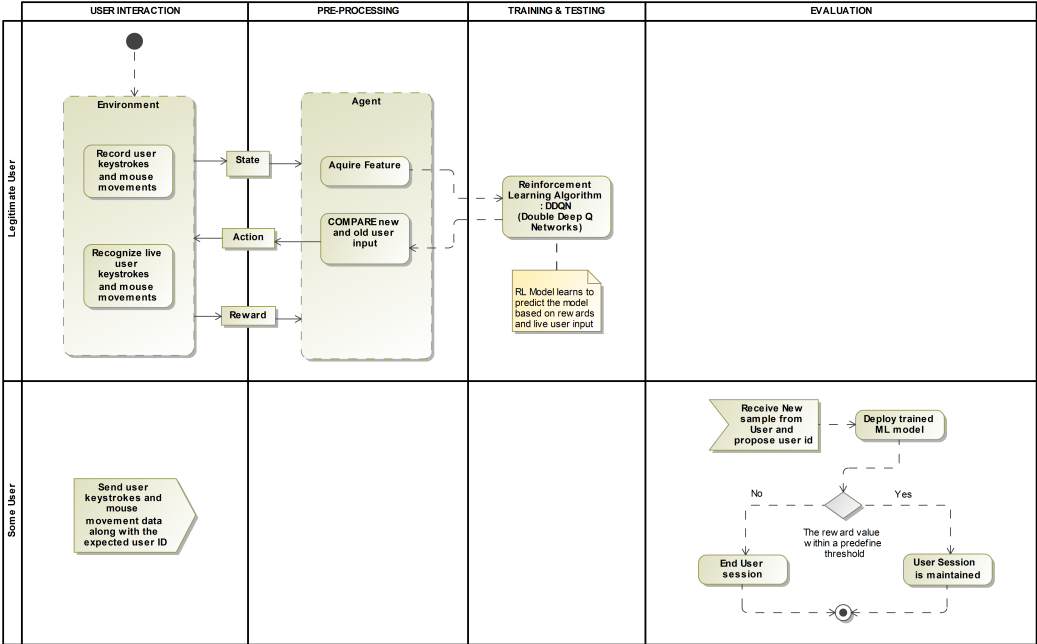 USER INTERACTION
PRE-PROCESSING
TRAINING & TESTING
EVALUATION
Legitimate User
Environment
Record user
keystrokes
and mouse
movements
Recognize live
user
keystrokes
and mouse
movements
State
Action
Reward
Agent
Aquire Feature
COMPARE new
and old user
input
Reinforcement
Learning Algorithm
: DDQN
(Double Deep Q
Networks)
RL Model learns to
predict the model
based on rewards
and live user input
Some User
Send user
keystrokes and
mouse
movement data
along with the
expected user ID
Receive New
sample from
User and
propose user id
Deploy trained
ML model
No
Yes
The reward value
within a predefine
threshold
End User
session
User Session
is maintained